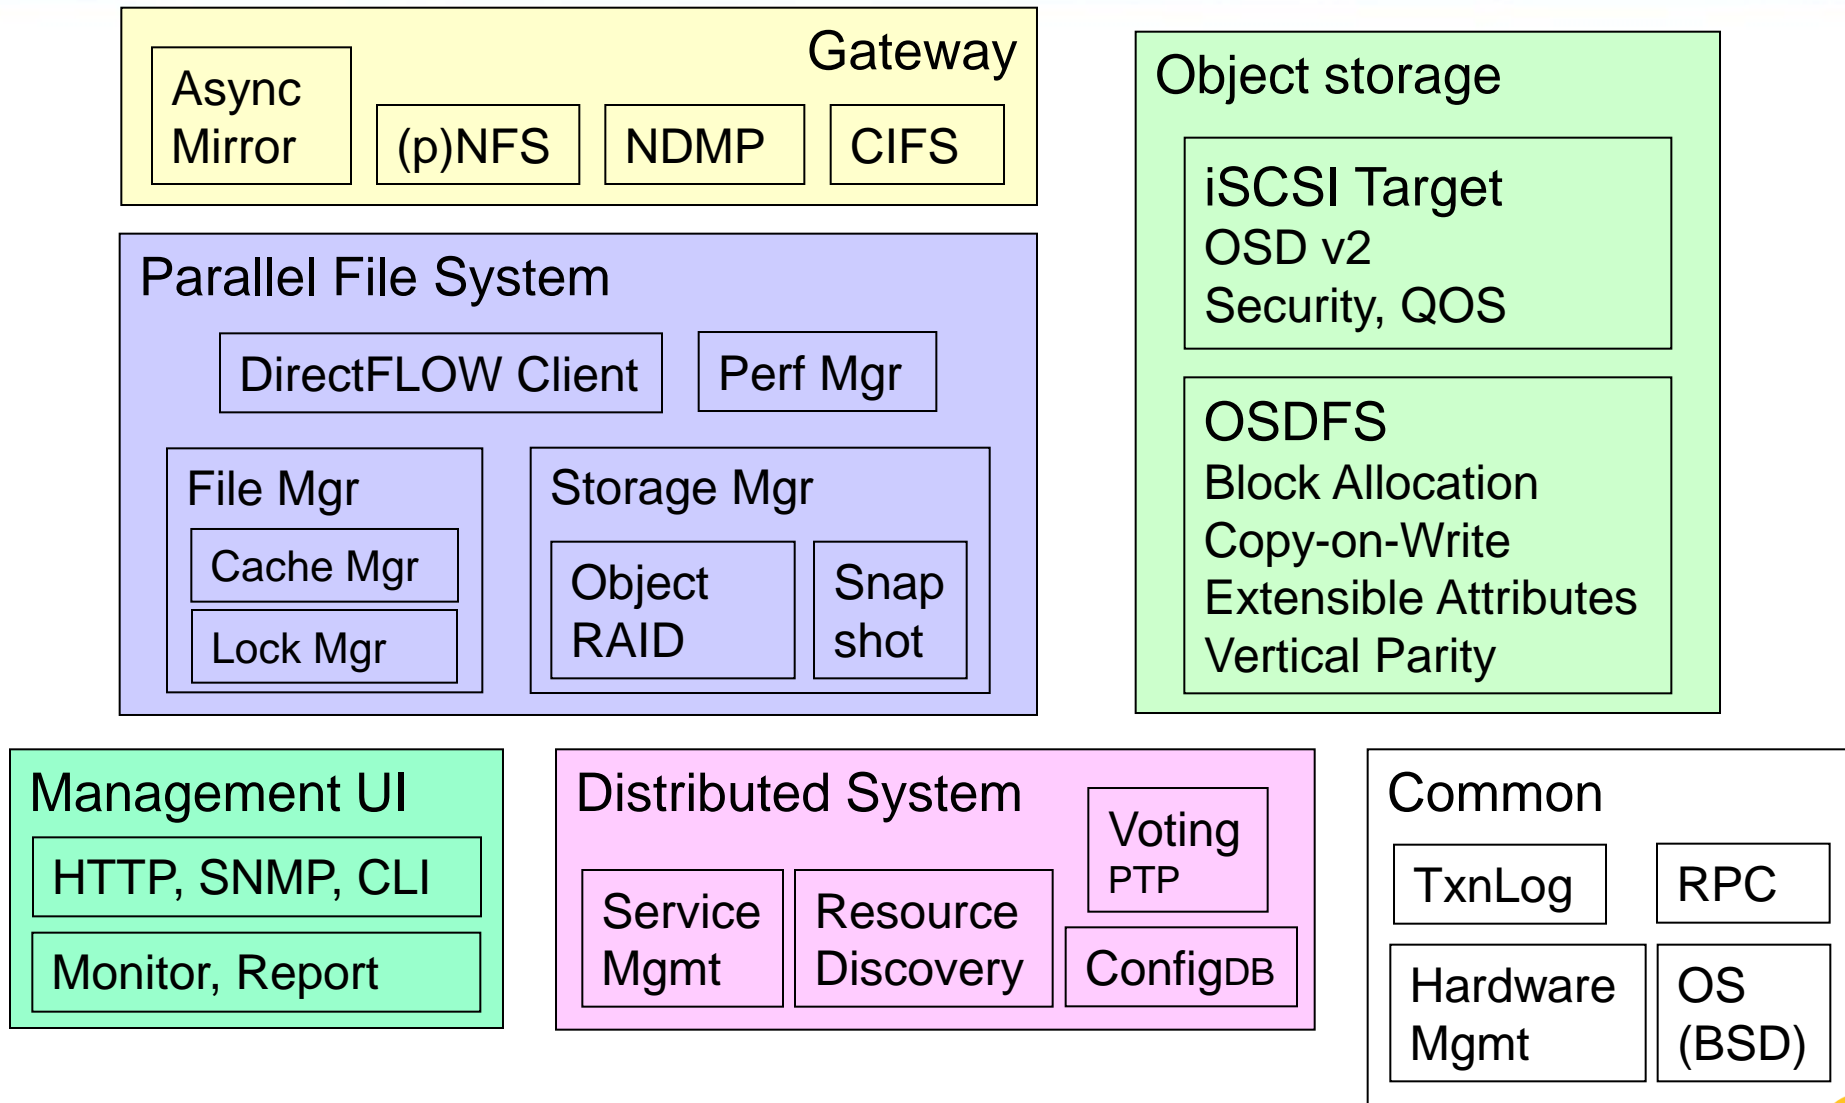 Gateway
Async
Mirror
(p)NFS
NDMP
CIFS
Parallel File System
DirectFLOW Client
Perf Mgr
File Mgr
Cache Mgr
Lock Mgr
Storage Mgr
Object
RAID
Snap
shot
Object storage
iSCSI Target
OSD v2
Security, QOS
OSDFS
Block Allocation
Copy-on-Write
Extensible Attributes
Vertical Parity
Management UI
HTTP, SNMP, CLI
Monitor, Report
Distributed System
Service
Mgmt
Resource
Discovery
Voting
PTP
ConfigDB
Common
TxnLog
RPC
Hardware
Mgmt
OS
(BSD)